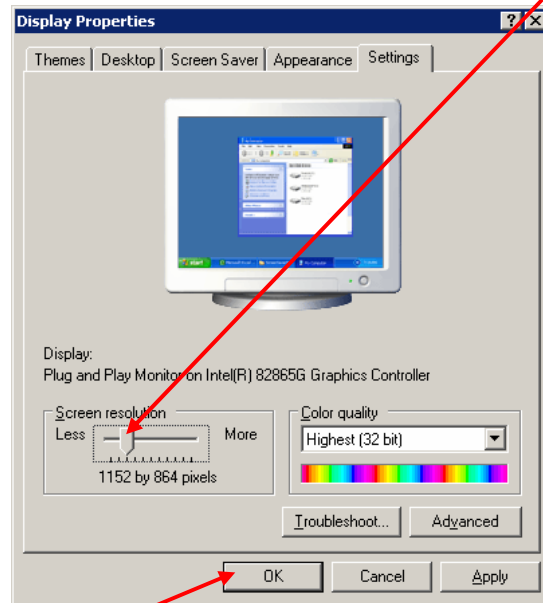 Display Properties
Themes Desktop Screen Saver Appearance Settings
Display:
Plug and Play Monitor on Intel(R) 82865G Graphics Controller
Screen resolution
Less More
1152 by 864 pixels
Color quality
Highest (32 bit)
Troubleshoot... Advanced
OK Cancel Apply